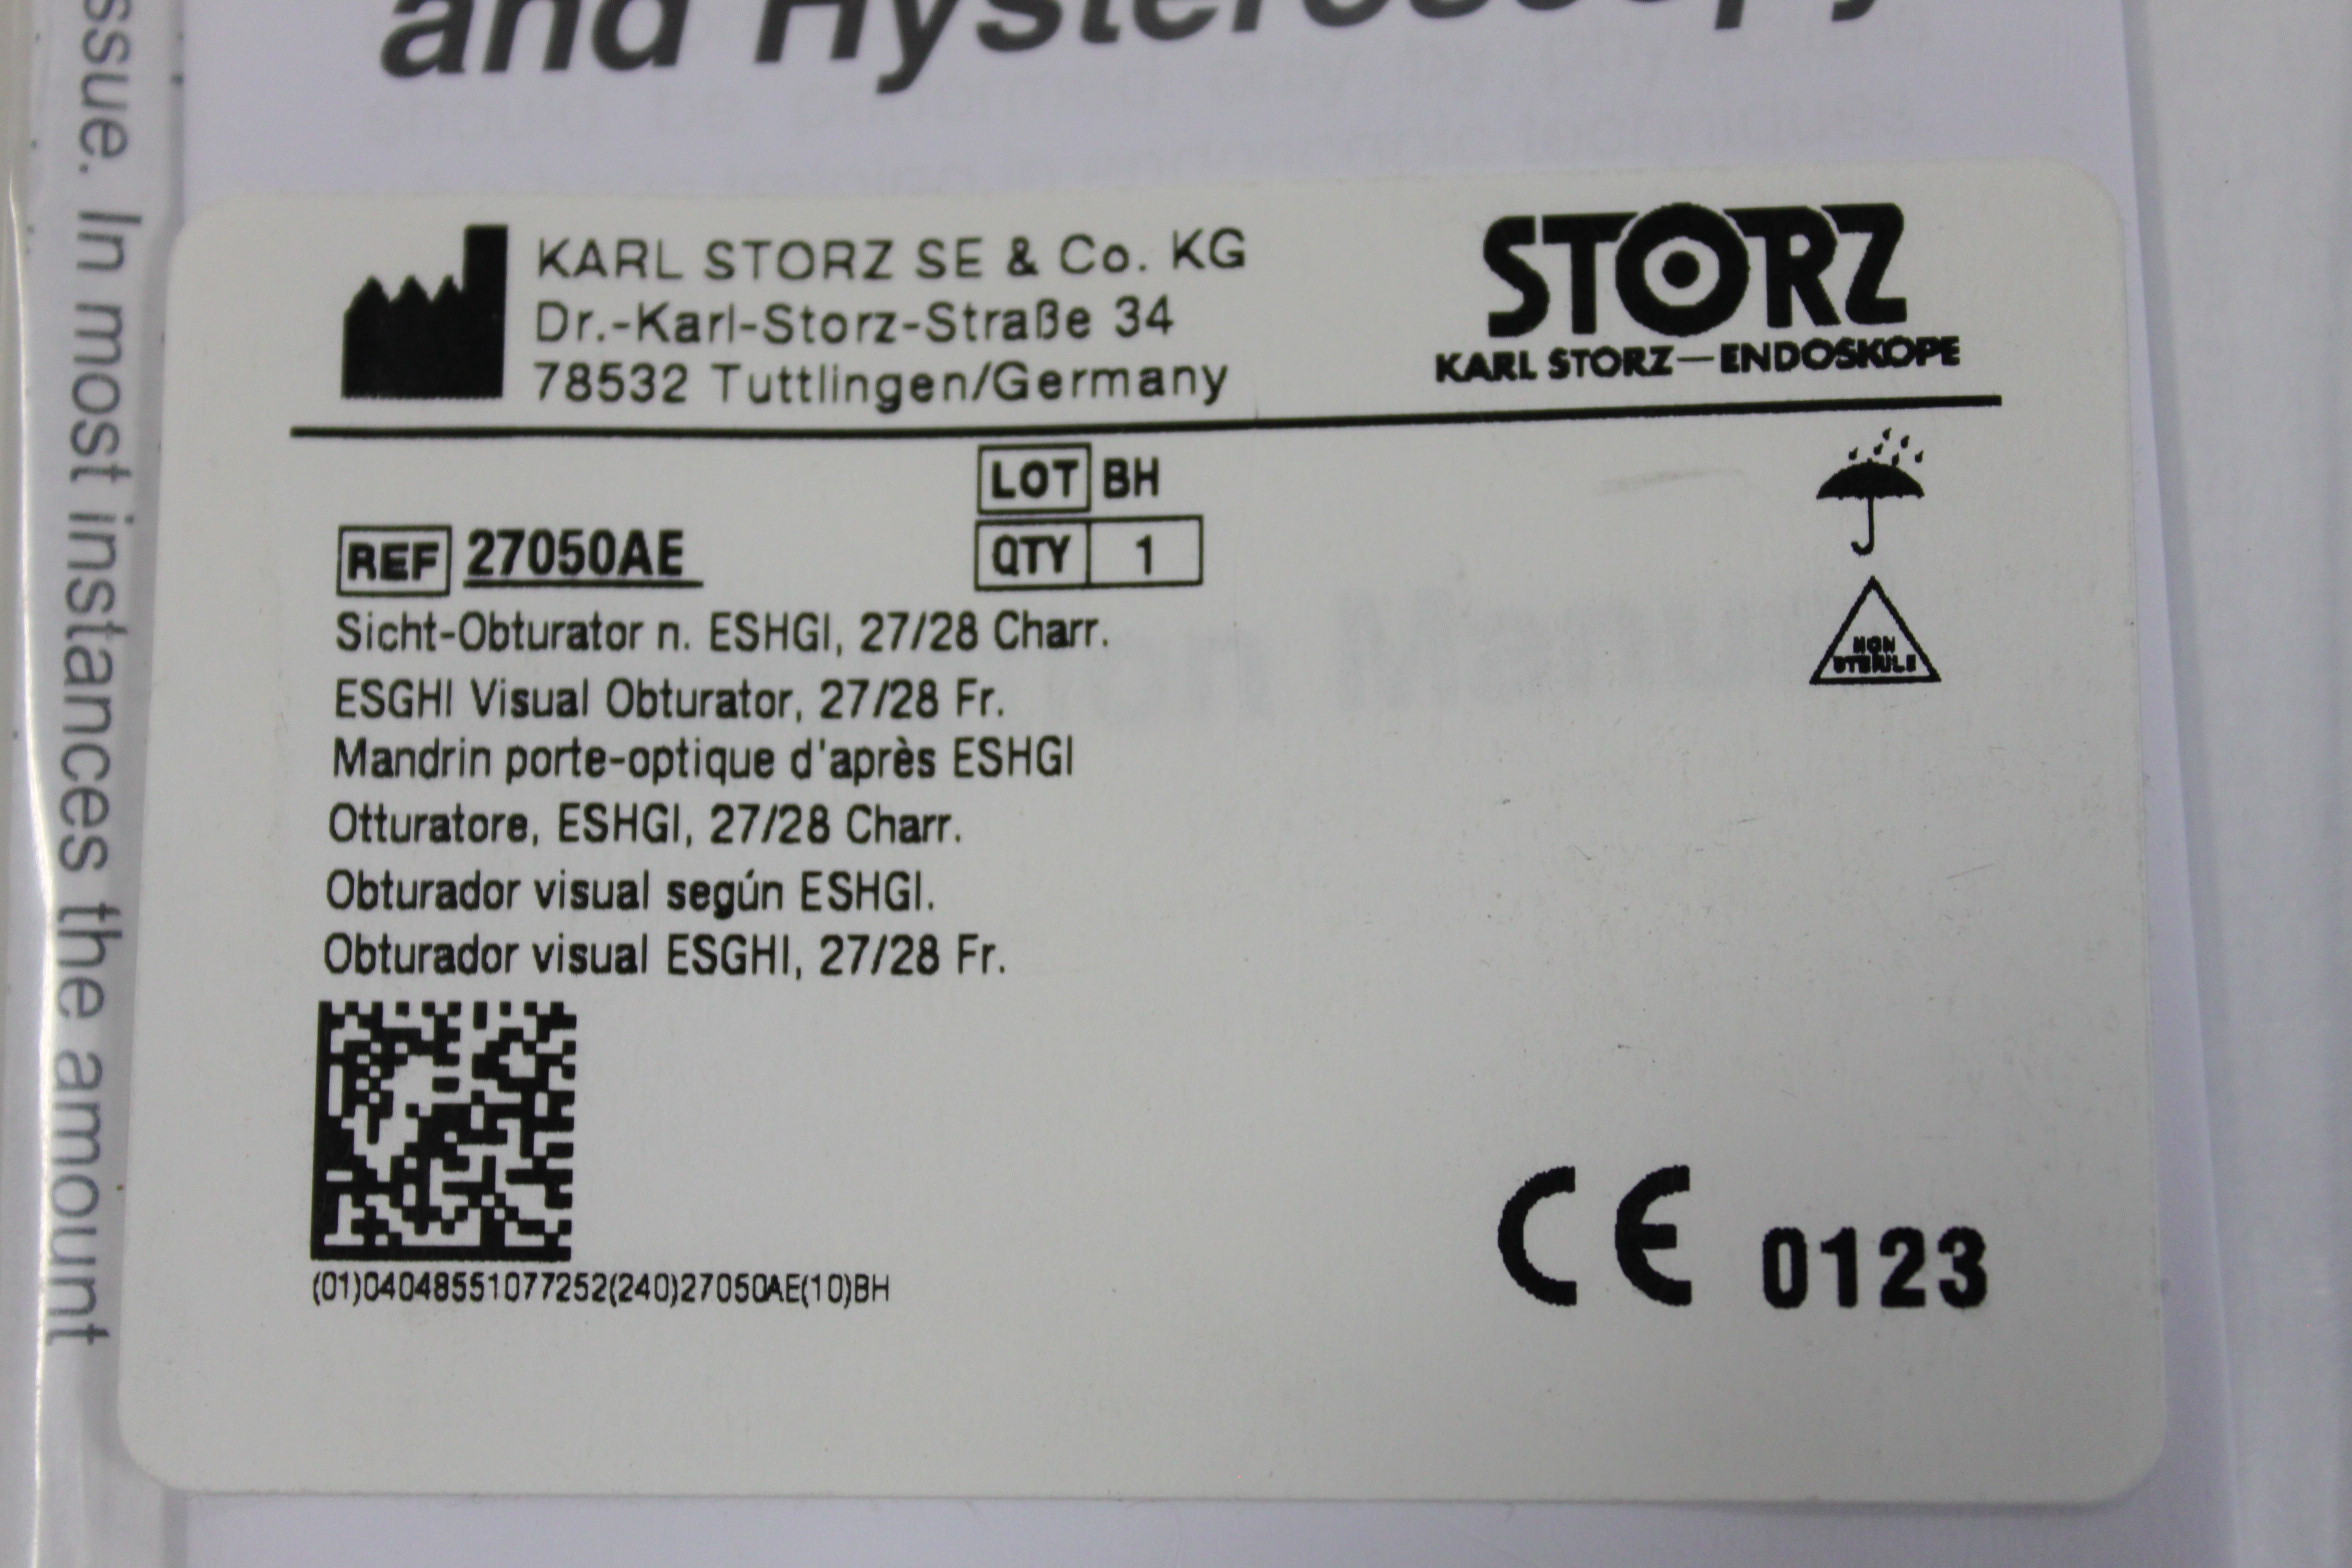 and Hysteroscopy
ssue. In most instances the amount
KARL STORZ SE & Co. KG
Dr.-Karl-Storz-Straße 34
78532 Tuttlingen/Germany
STORZ
KARL STORZ—ENDOSKOPE
LOT BH
REF 27050AE
QTY 1
NON
STERILE
Sicht-Obturator n. ESHGI, 27/28 Charr.
ESGHI Visual Obturator, 27/28 Fr.
Mandrin porte-optique d'après ESHGI
Otturatore, ESHGI, 27/28 Charr.
Obturador visual según ESHGI.
Obturador visual ESGHI, 27/28 Fr.
(01)04048551077252(240)27050AE(10)BH
CE 0123